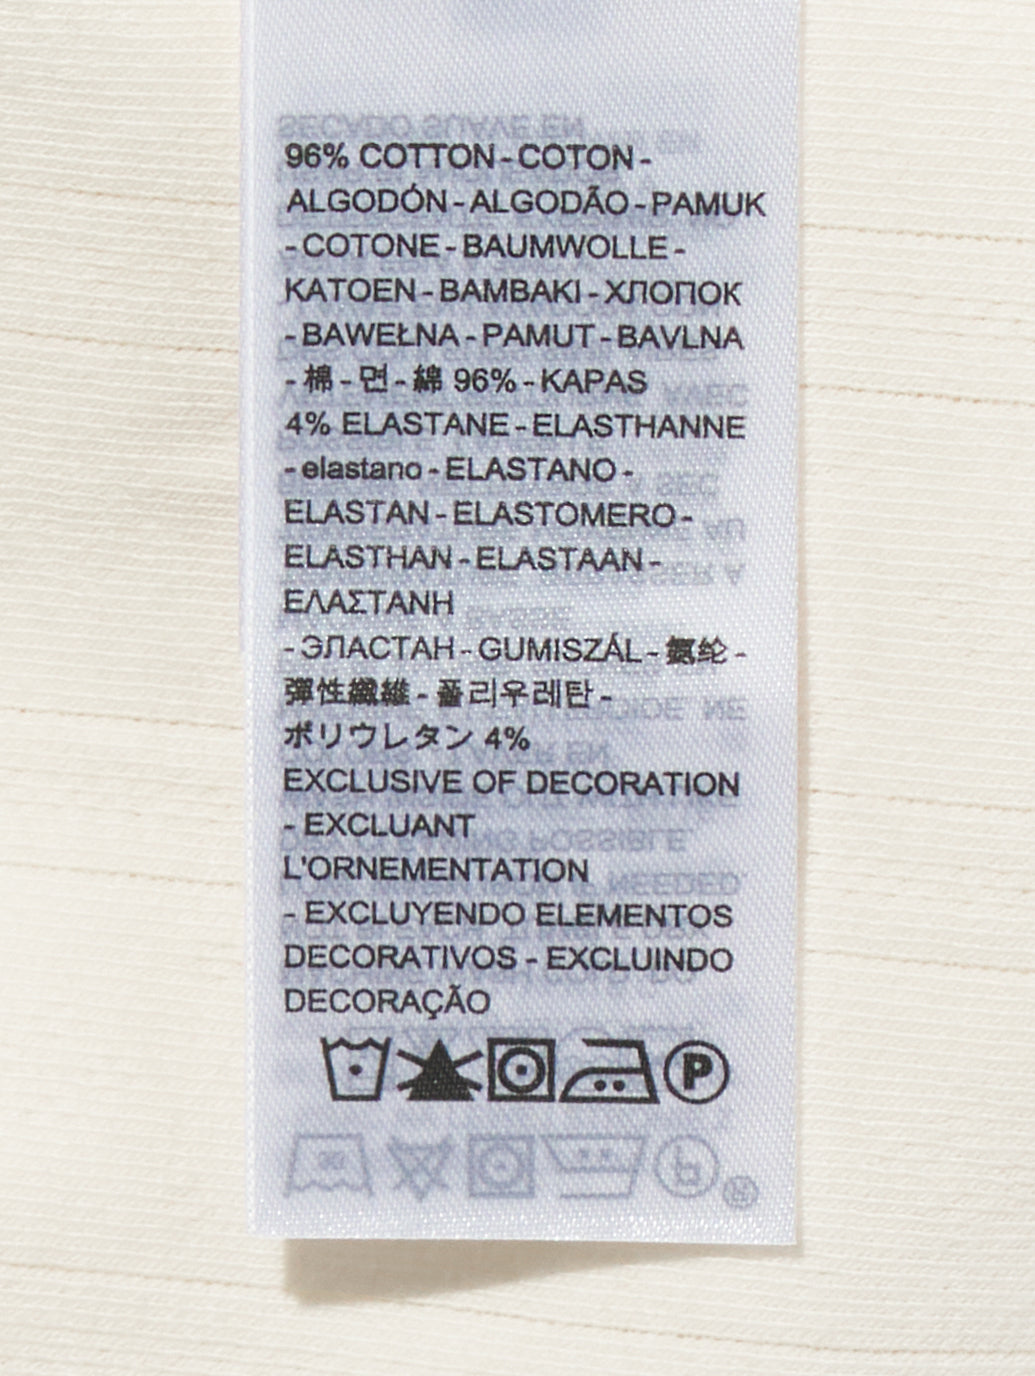 96% COTTON - COTON -
ALGODÓN - ALGODÃO - PAMUK
- COTONE - BAUMWOLLE -
KATOEN - BAMBAKI - ХЛОПОК
- BAWEŁNA - PAMUT - BAVLNA
- 棉 - 면 - 綿 96% - KAPAS
4% ELASTANE - ELASTHANNE
- elastano - ELASTANO -
ELASTAN - ELASTOMERO -
ELASTHAN - ELASTAAN -
ΕΛΑΣΤΑΝΗ
- ЭЛАСТАН - GUMISZÁL - 氨纶 -
彈性纖維 - 폴리우레탄 -
ポリウレタン 4%
EXCLUSIVE OF DECORATION
- EXCLUANT
L'ORNEMENTATION
- EXCLUYENDO ELEMENTOS
DECORATIVOS - EXCLUINDO
DECORAÇÃO
P